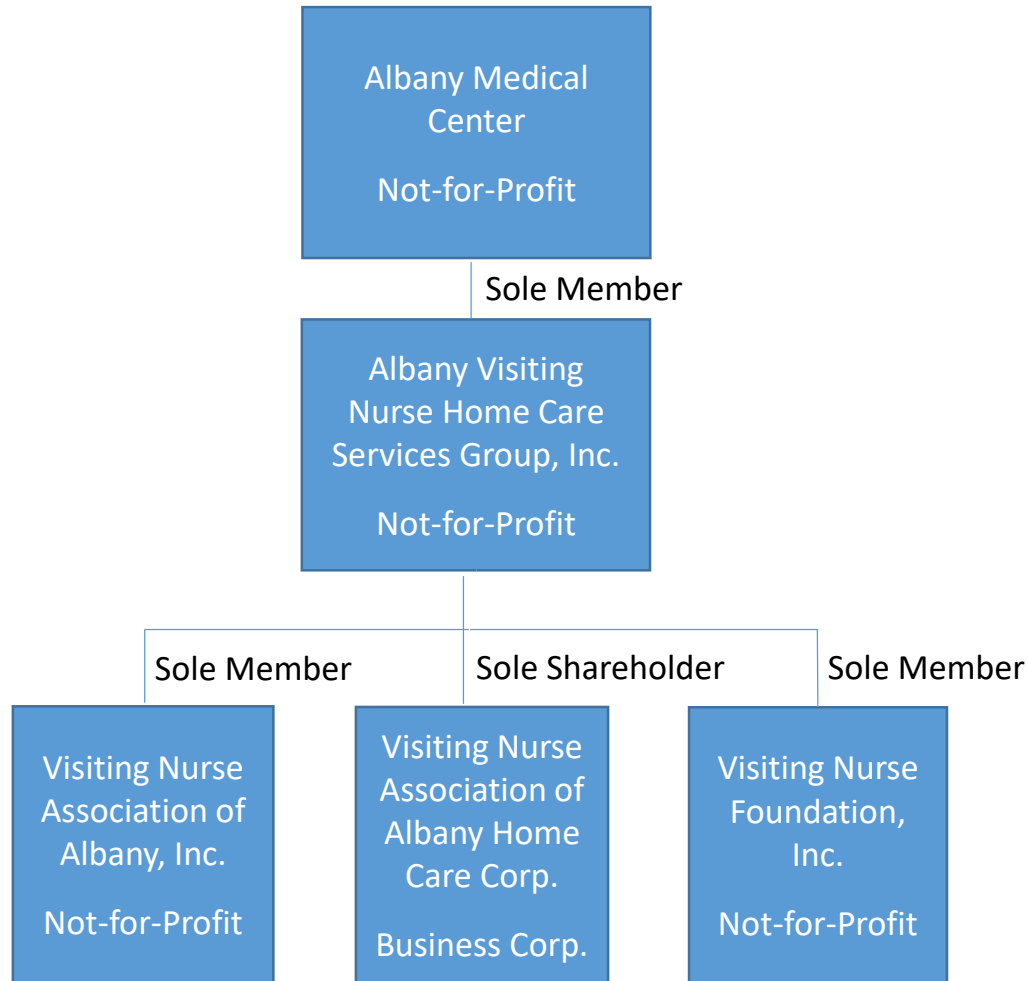 Albany Medical
Center
Not-for-Profit
Sole Member
Albany Visiting
Nurse Home Care
Services Group, Inc.
Not-for-Profit
Sole Member
Sole Shareholder
Sole Member
Visiting Nurse
Association of
Albany, Inc.
Not-for-Profit
Visiting Nurse
Association of
Albany Home
Care Corp.
Business Corp.
Visiting Nurse
Foundation,
Inc.
Not-for-Profit